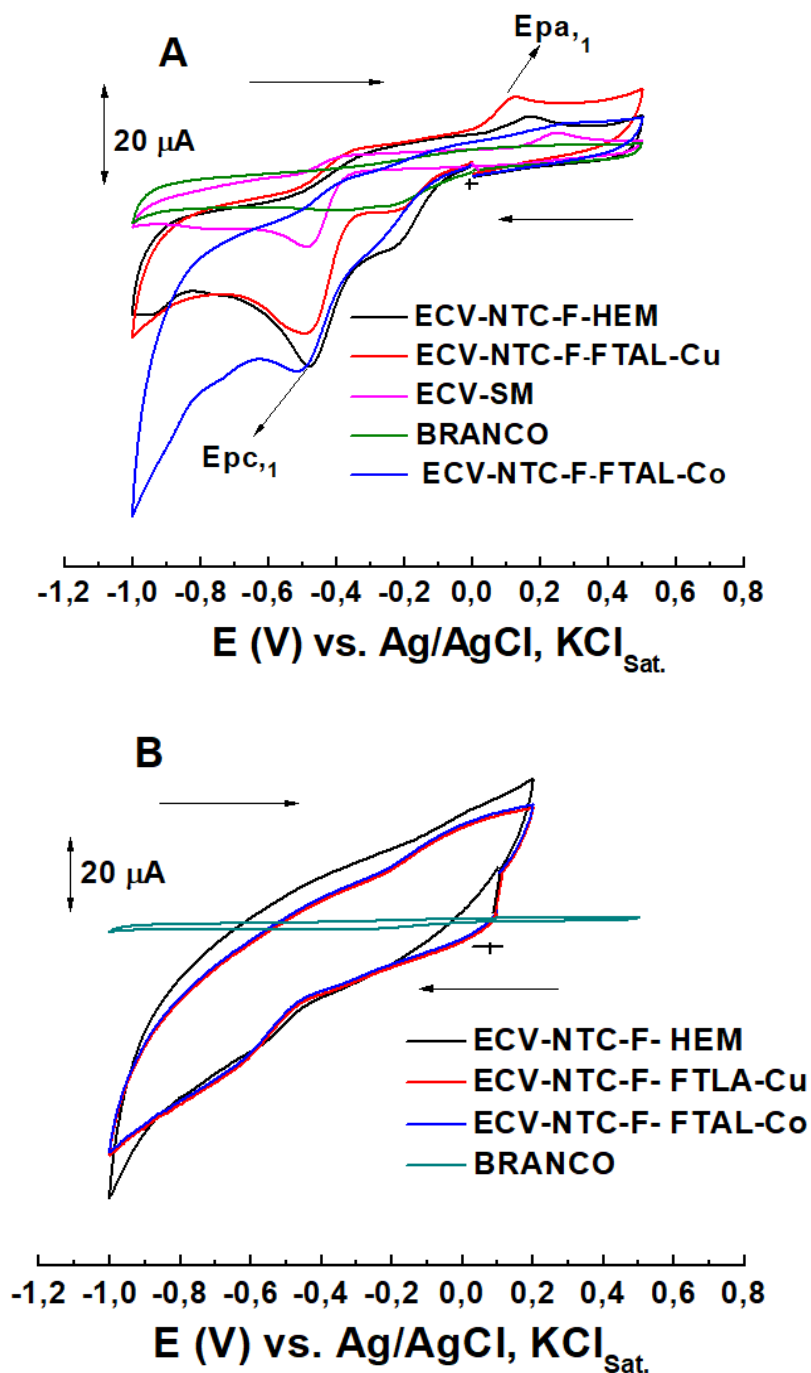 A
Epa,₁
20 μA
ECV-NTC-F-HEM
ECV-NTC-F-FTAL-Cu
ECV-SM
BRANCO
ECV-NTC-F-FTAL-Co
Epc,₁
-1,2 -1,0 -0,8 -0,6 -0,4 -0,2 0,0 0,2 0,4 0,6 0,8
E (V) vs. Ag/AgCl, KCl Sat.
B
20 μA
ECV-NTC-F- HEM
ECV-NTC-F- FTLA-Cu
ECV-NTC-F- FTAL-Co
BRANCO
-1,2 -1,0 -0,8 -0,6 -0,4 -0,2 0,0 0,2 0,4 0,6 0,8
E (V) vs. Ag/AgCl, KCl Sat.